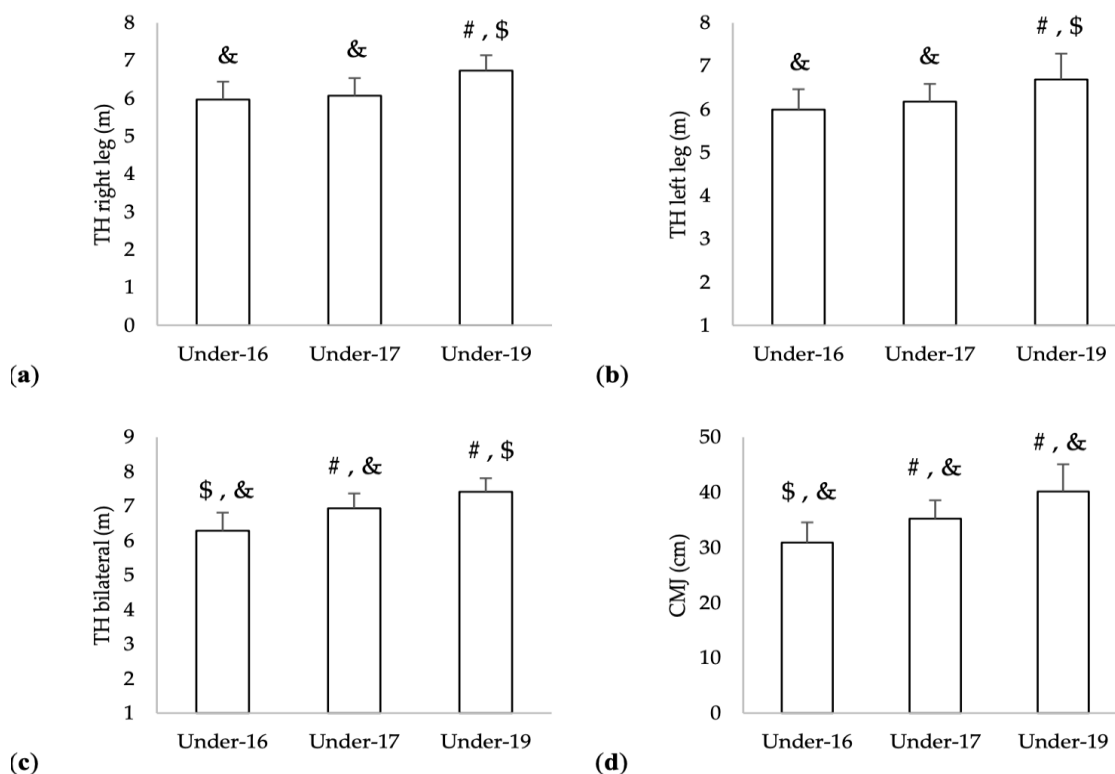 8
7
6
5
4
3
2
1
0
TH right leg (m)
&
&
# , $
Under-16 Under-17 Under-19
(a)
8
7
6
5
4
3
2
1
TH left leg (m)
&
&
# , $
Under-16 Under-17 Under-19
(b)
9
8
7
6
5
4
3
2
1
TH bilateral (m)
$ , &
# , &
# , $
Under-16 Under-17 Under-19
(c)
50
40
30
20
10
0
CMJ (cm)
$ , &
# , &
# , &
Under-16 Under-17 Under-19
(d)